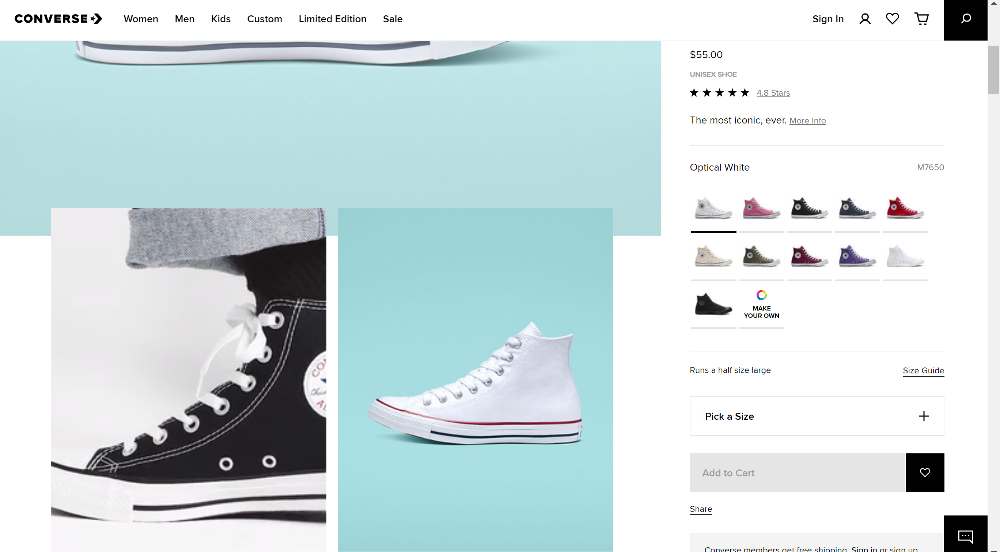 CONVERSE
Women
Men
Kids
Custom
Limited Edition
Sale
Sign In
$55.00
UNISEX SHOE
4.8 Stars
The most iconic, ever. More Info
Optical White
M7650
MAKE
YOUR OWN
Runs a half size large
Size Guide
Pick a Size
Add to Cart
Share
Converse members get free shipping. Sign in or sign up